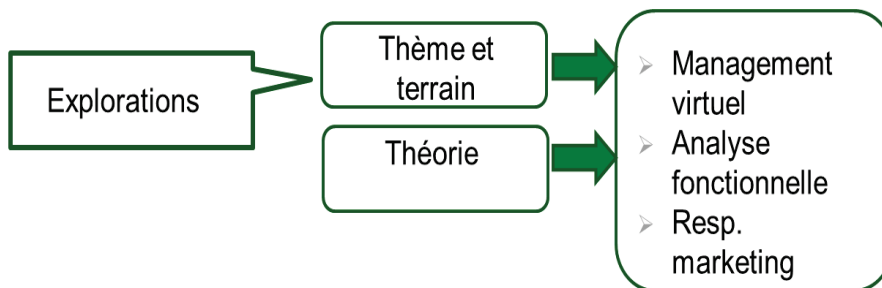 Explorations
Thème et
terrain
Théorie
Management
virtuel
Analyse
fonctionnelle
Resp.
marketing